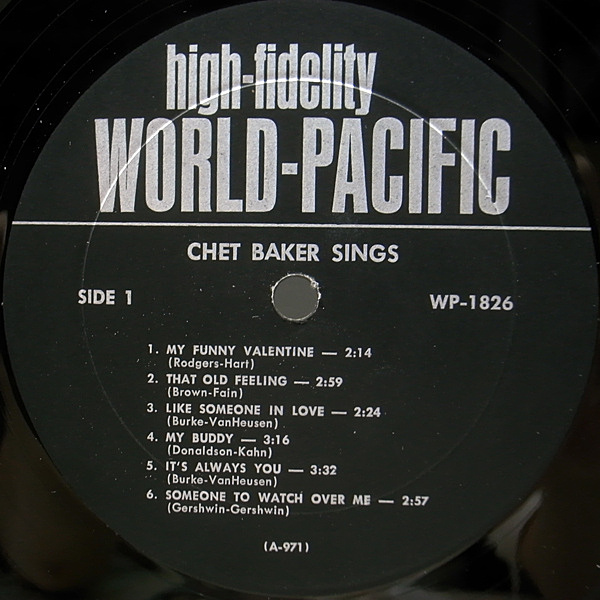 high-fidelity
WORLD-PACIFIC
CHET BAKER SINGS
SIDE 1
WP-1826
1. MY FUNNY VALENTINE — 2:14
(Rodgers-Hart)
2. THAT OLD FEELING — 2:59
(Brown-Fain)
3. LIKE SOMEONE IN LOVE — 2:24
(Burke-VanHeusen)
4. MY BUDDY — 3:16
(Donaldson-Kahn)
5. IT'S ALWAYS YOU — 3:32
(Burke-VanHeusen)
6. SOMEONE TO WATCH OVER ME — 2:57
(Gershwin-Gershwin)
(A-971)